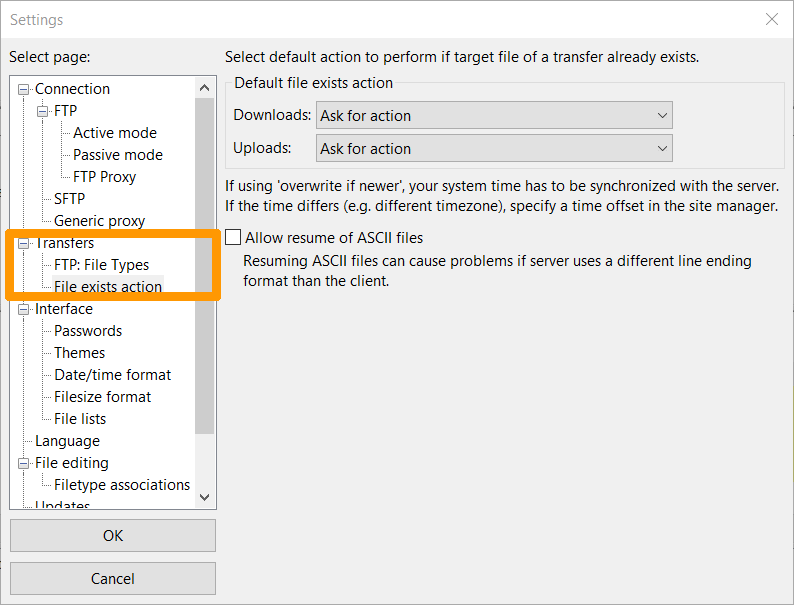 Settings
Select page:
Connection
FTP
Active mode
Passive mode
FTP Proxy
SFTP
Generic proxy
Transfers
FTP: File Types
File exists action
Interface
Passwords
Themes
Date/time format
Filesize format
File lists
Language
File editing
Filetype associations
Updates
OK
Cancel
Select default action to perform if target file of a transfer already exists.
Default file exists action
Downloads: Ask for action
Uploads: Ask for action
If using 'overwrite if newer', your system time has to be synchronized with the server.
If the time differs (e.g. different timezone), specify a time offset in the site manager.
Allow resume of ASCII files
Resuming ASCII files can cause problems if server uses a different line ending
format than the client.